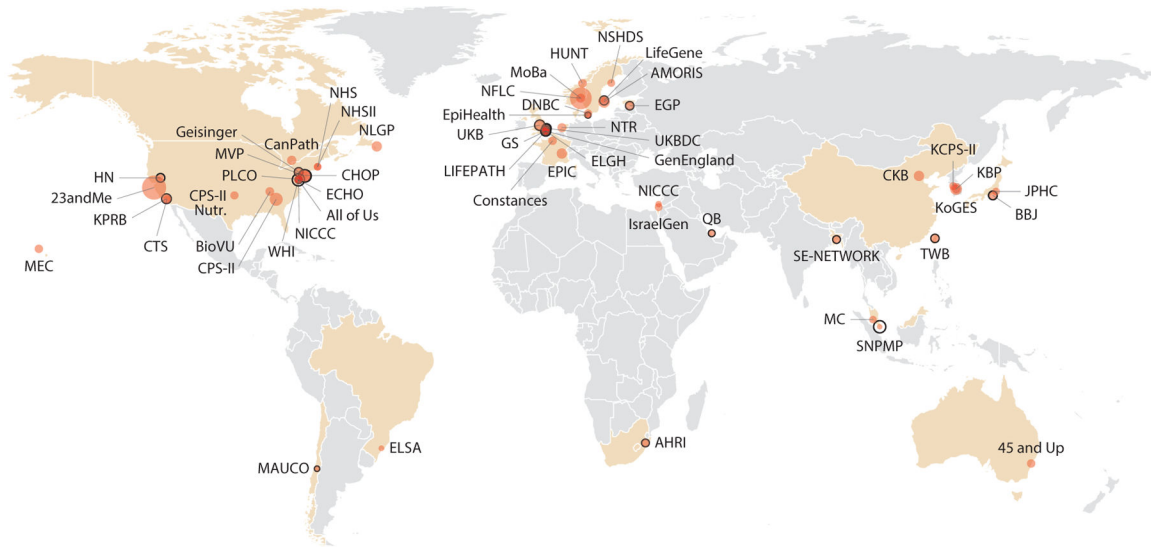 NSHDS
HUNT
LifeGene
MoBa
AMORIS
NHS
NFLC
NHSII
DNBC
EGP
Geisinger
NLGP
EpiHealth
CanPath
UKB
NTR
MVP
GS
UKBDC
KCPS-II
HN
PLCO
CHOP
LIFEPATH
ELGH
GenEngland
CKB
KBP
23andMe
CPS-II
Nutr.
ECHO
EPIC
NICCC
JPHC
KPRB
All of Us
Constances
KoGES
BBJ
BioVU
NICCC
IsraelGen
QB
CTS
WHI
SE-NETWORK
TWB
MEC
CPS-II
MC
SNPMP
MAUCO
ELSA
AHRI
45 and Up